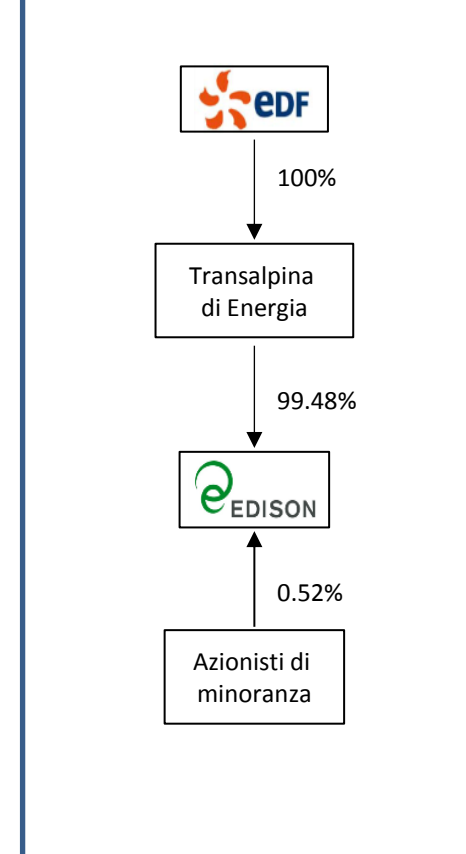 eDF
100%
Transalpina
di Energia
99.48%
EDISON
0.52%
Azionisti di
minoranza